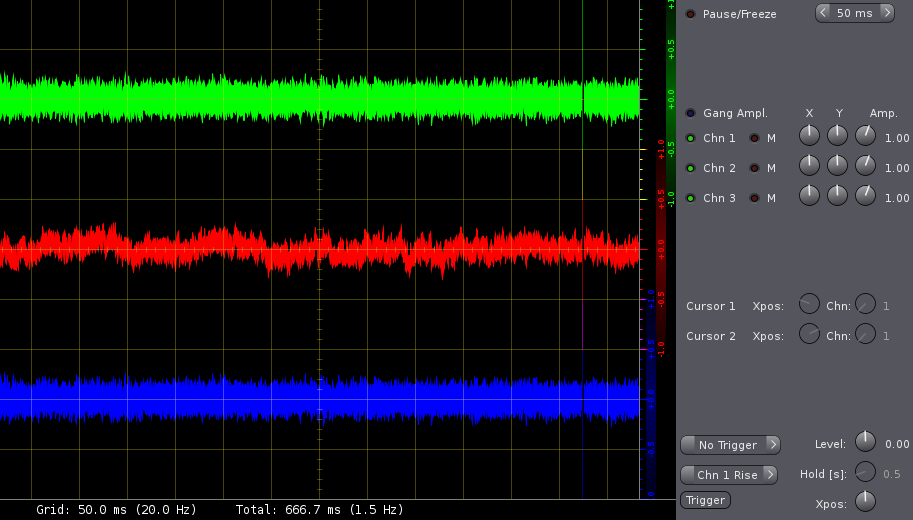 Pause/Freeze
< 50 ms >
Gang Ampl. X Y Amp.
Chn 1 M 1.00
Chn 2 M 1.00
Chn 3 M 1.00
Cursor 1 Xpos: Chn: 1
Cursor 2 Xpos: Chn: 1
No Trigger > Level: 0.00
Chn 1 Rise > Hold [s]: 0.5
Trigger Xpos:
+0.5
+0.0
-0.5
-1.0
+1.0
+0.5
+0.0
-0.5
-1.0
+1.0
+0.5
+0.0
-0.5
Grid: 50.0 ms (20.0 Hz) Total: 666.7 ms (1.5 Hz)